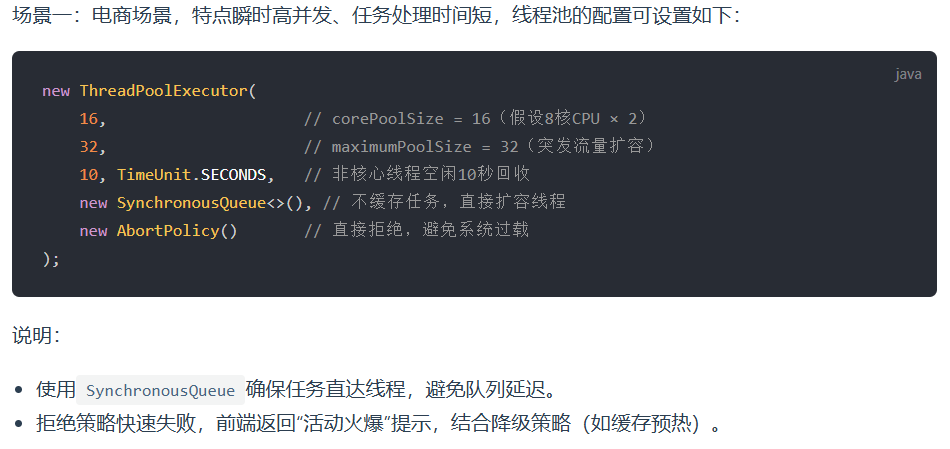 场景一：电商场景，特点瞬时高并发、任务处理时间短，线程池的配置可设置如下：
java
new ThreadPoolExecutor(
    16,                     // corePoolSize = 16（假设8核CPU × 2）
    32,                     // maximumPoolSize = 32（突发流量扩容）
    10, TimeUnit.SECONDS,   // 非核心线程空闲10秒回收
    new SynchronousQueue<>(), // 不缓存任务，直接扩容线程
    new AbortPolicy()       // 直接拒绝，避免系统过载
);
说明：
• 使用 SynchronousQueue 确保任务直达线程，避免队列延迟。
• 拒绝策略快速失败，前端返回“活动火爆”提示，结合降级策略（如缓存预热）。